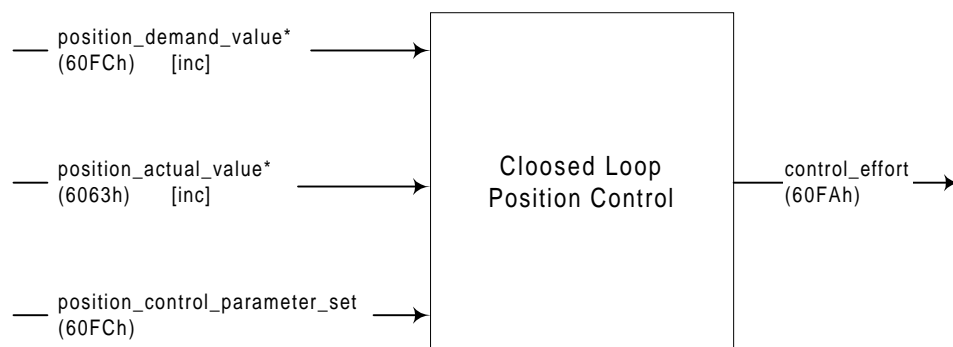 position_demand_value*
(60FCh) [inc]
position_actual_value*
(6063h) [inc]
Cloosed Loop
Position Control
control_effort
(60FAh)
position_control_parameter_set
(60FCh)